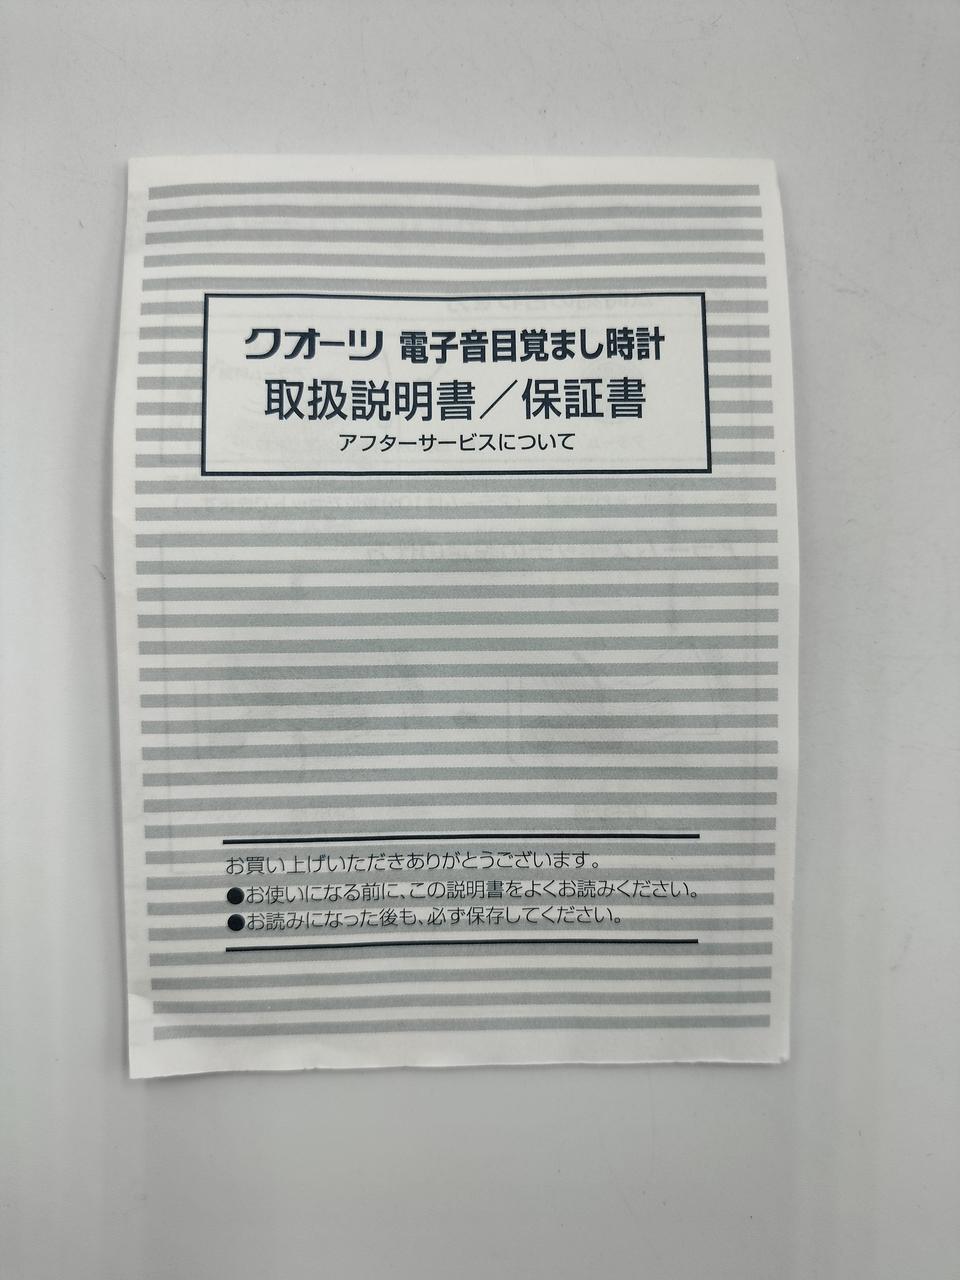 クオーツ 電子音目覚まし時計
取扱説明書／保証書
アフターサービスについて
お買い上げいただきありがとうございます。
●お使いになる前に、この説明書をよくお読みください。
●お読みになった後も、必ず保存してください。